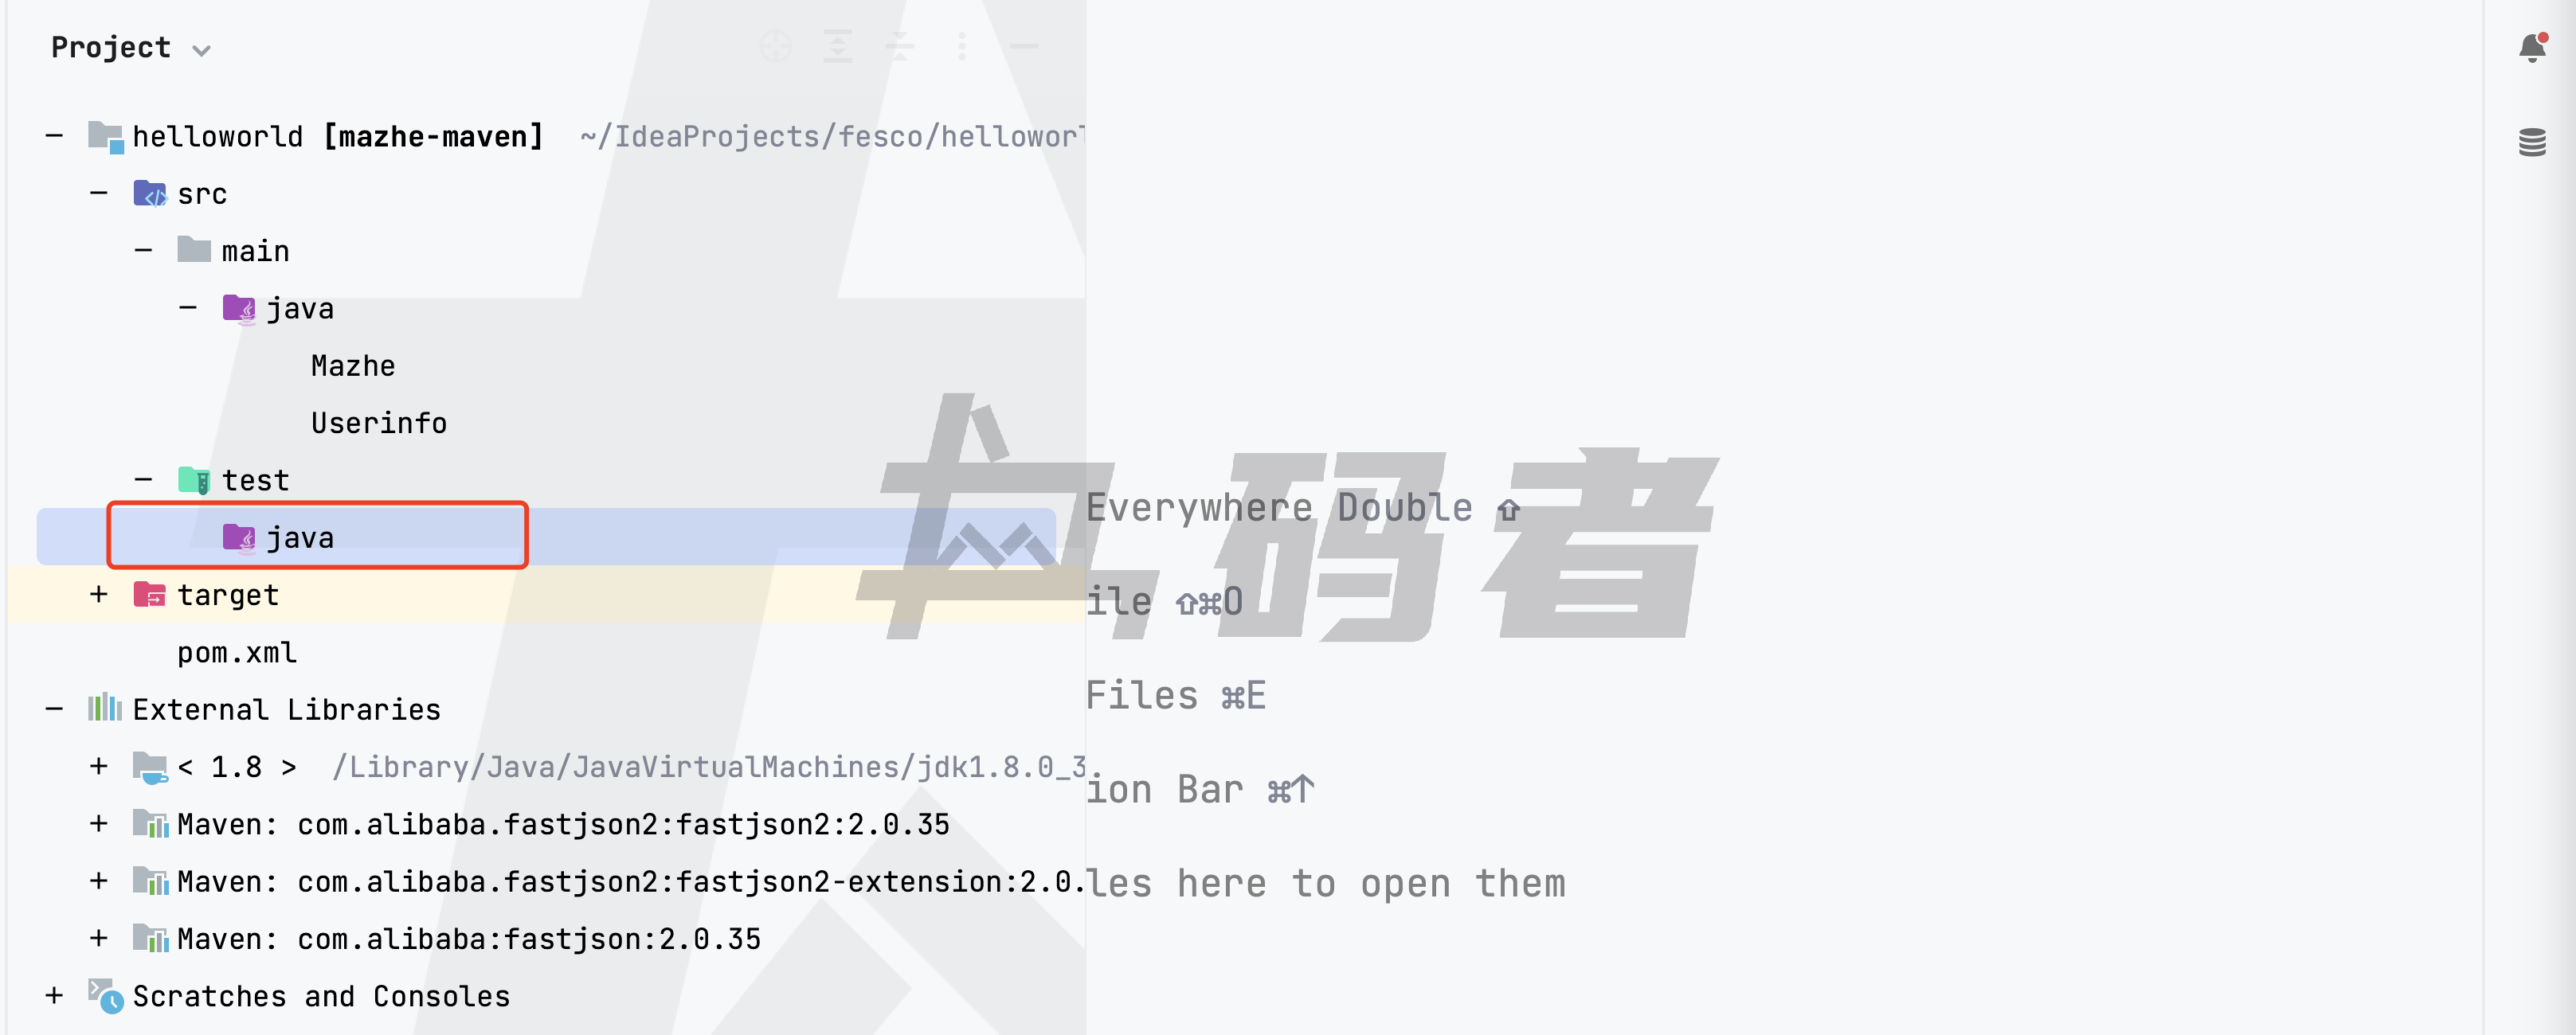 Project
helloworld [mazhe-maven] ~/IdeaProjects/fesco/hellowor
src
main
java
Mazhe
Userinfo
test
java
target
pom.xml
External Libraries
< 1.8 > /Library/Java/JavaVirtualMachines/jdk1.8.0_3
Maven: com.alibaba.fastjson2:fastjson2:2.0.35
Maven: com.alibaba.fastjson2:fastjson2-extension:2.0.
Maven: com.alibaba:fastjson:2.0.35
Scratches and Consoles
Everywhere Double ⇧
ile ⇧⌘O
Files ⌘E
ion Bar ⌘↑
les here to open them
码者